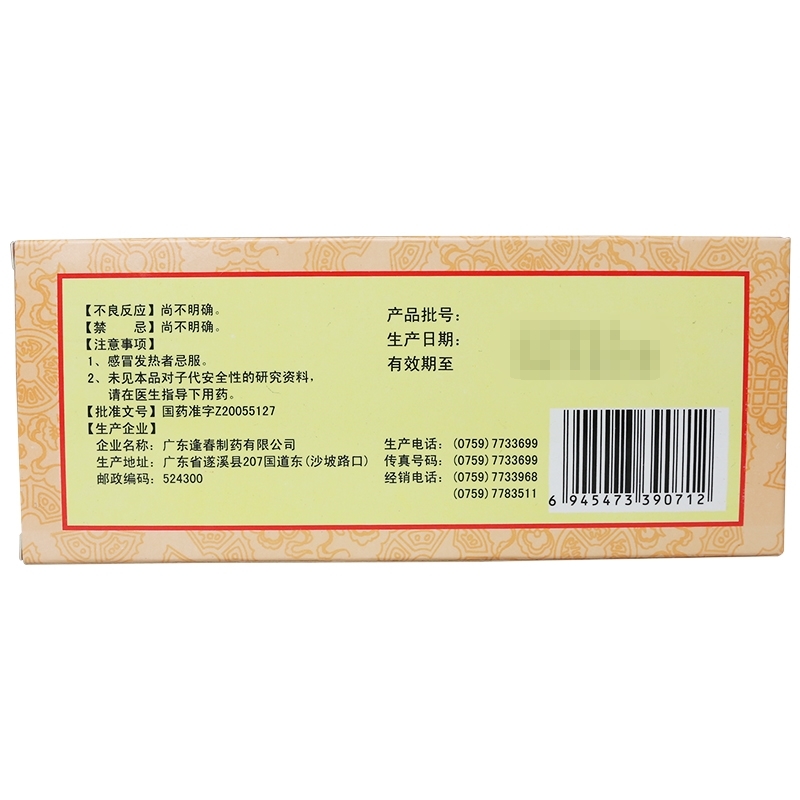 【不良反应】尚不明确。
【禁　　忌】尚不明确。
【注意事项】
1、感冒发热者忌服。
2、未见本品对子代安全性的研究资料，
请在医生指导下用药。
【批准文号】国药准字Z20055127
【生产企业】
企业名称：广东逢春制药有限公司
生产地址：广东省遂溪县207国道东(沙坡路口)
邮政编码：524300
产品批号：
生产日期：
有效期至
生产电话：(0759)7733699
传真号码：(0759)7733699
经销电话：(0759)7733968
(0759)7783511
6 945473 390712